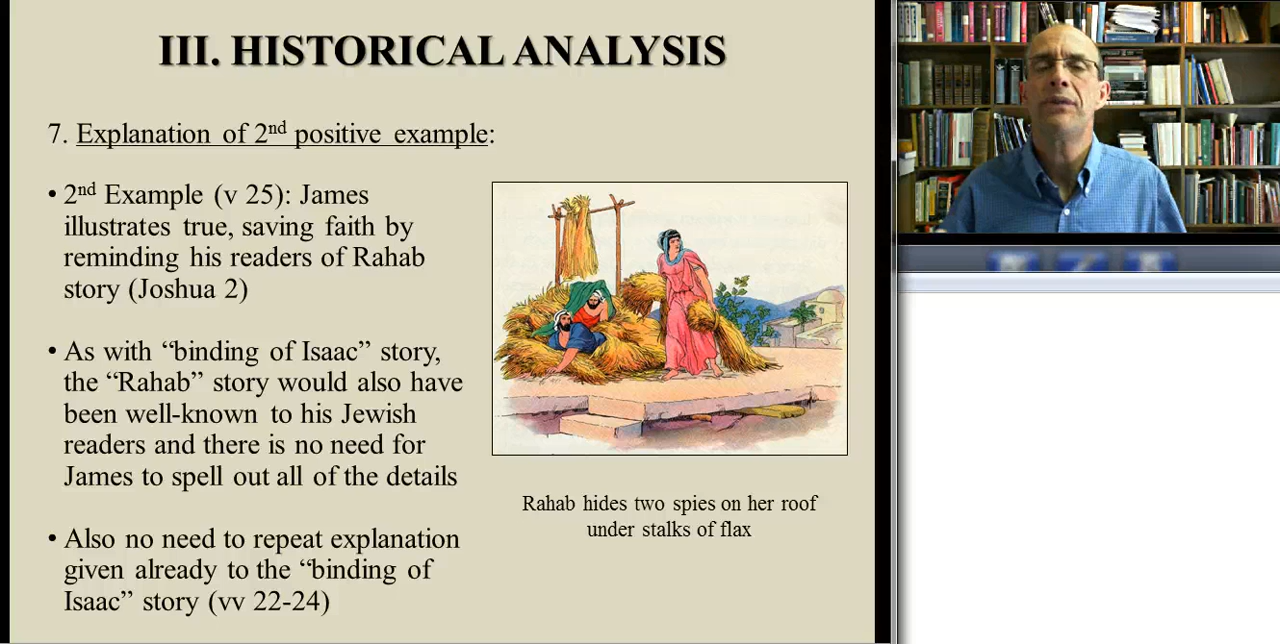 III. HISTORICAL ANALYSIS
7. Explanation of 2nd positive example:
• 2nd Example (v 25): James
illustrates true, saving faith by
reminding his readers of Rahab
story (Joshua 2)
• As with “binding of Isaac” story,
the “Rahab” story would also have
been well-known to his Jewish
readers and there is no need for
James to spell out all of the details
• Also no need to repeat explanation
given already to the “binding of
Isaac” story (vv 22-24)
Rahab hides two spies on her roof
under stalks of flax